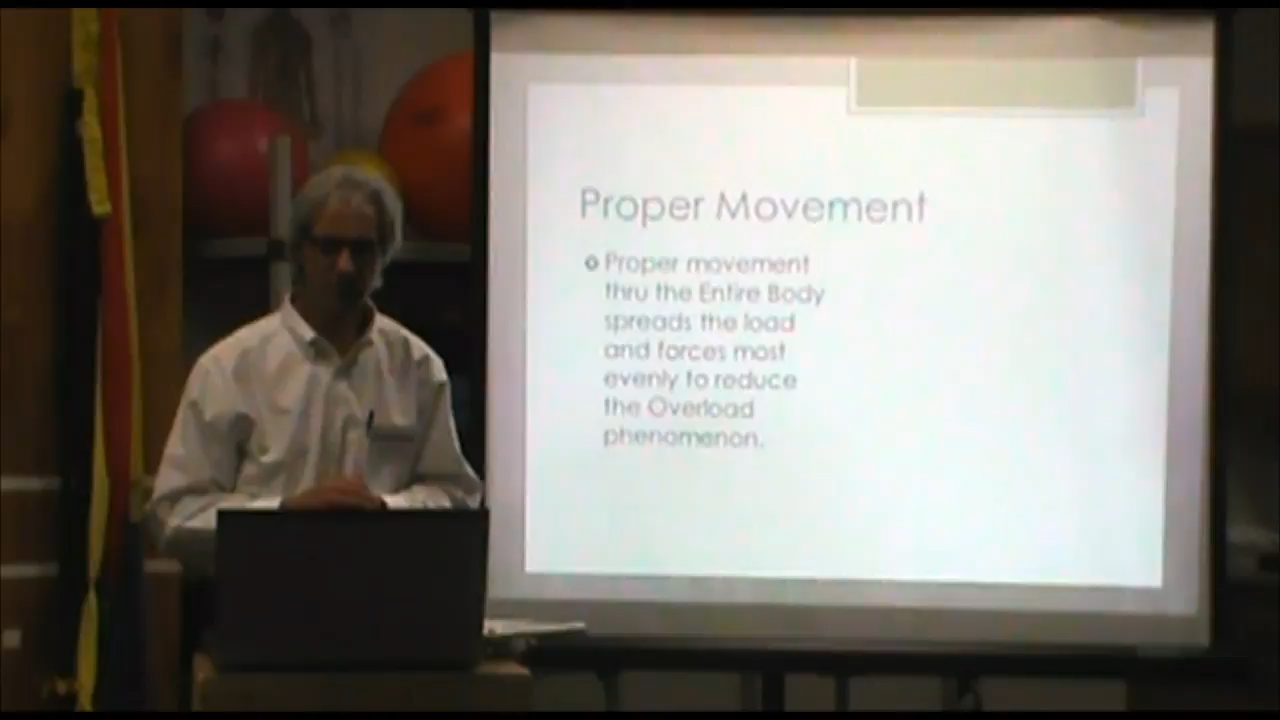 Proper Movement
Proper movement
thru the Entire Body
spreads the load
and forces most
evenly to reduce
the Overload
phenomenon.